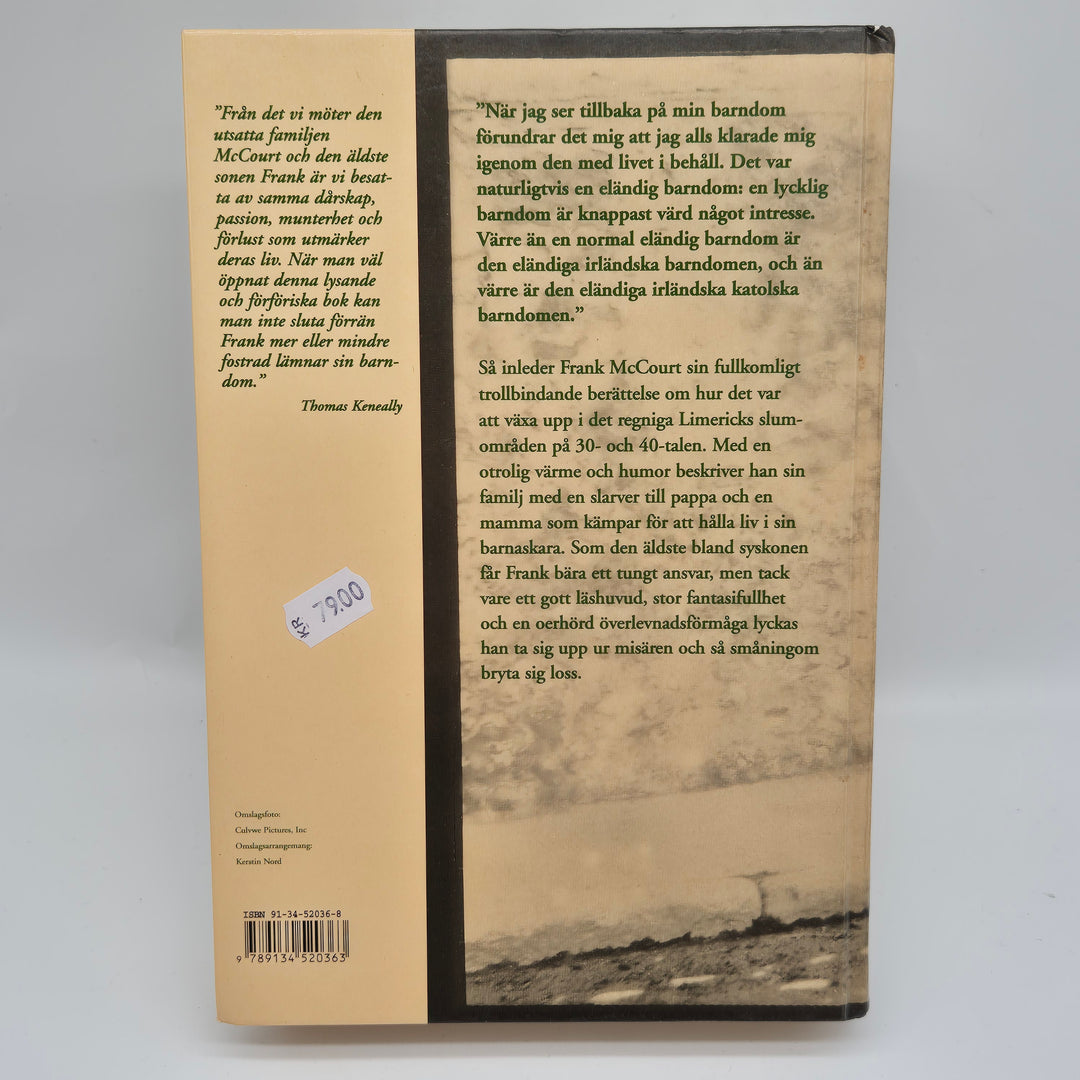 ”Från det vi möter den
utsatta familjen
McCourt och den äldste
sonen Frank är vi besat-
ta av samma dårskap,
passion, munterhet och
förlust som utmärker
deras liv. När man väl
öppnat denna lysande
och förföriska bok kan
man inte sluta förrän
Frank mer eller mindre
fostrad lämnar sin barn-
dom.”
Thomas Keneally
KR 79.00
Omslagsfoto:
Culvwe Pictures, Inc
Omslagsarrangemang:
Kerstin Nord
ISBN 91-34-52036-8
9 789134 520363
”När jag ser tillbaka på min barndom
förundrar det mig att jag alls klarade mig
igenom den med livet i behåll. Det var
naturligtvis en eländig barndom: en lycklig
barndom är knappast värd något intresse.
Värre än en normal eländig barndom är
den eländiga irländska barndomen, och än
värre är den eländiga irländska katolska
barndomen.”
Så inleder Frank McCourt sin fullkomligt
trollbindande berättelse om hur det var
att växa upp i det regniga Limericks slum-
områden på 30- och 40-talen. Med en
otrolig värme och humor beskriver han sin
familj med en slarver till pappa och en
mamma som kämpar för att hålla liv i sin
barnaskara. Som den äldste bland syskonen
får Frank bära ett tungt ansvar, men tack
vare ett gott läshuvud, stor fantasifullhet
och en oerhörd överlevnadsförmåga lyckas
han ta sig upp ur misären och så småningom
bryta sig loss.